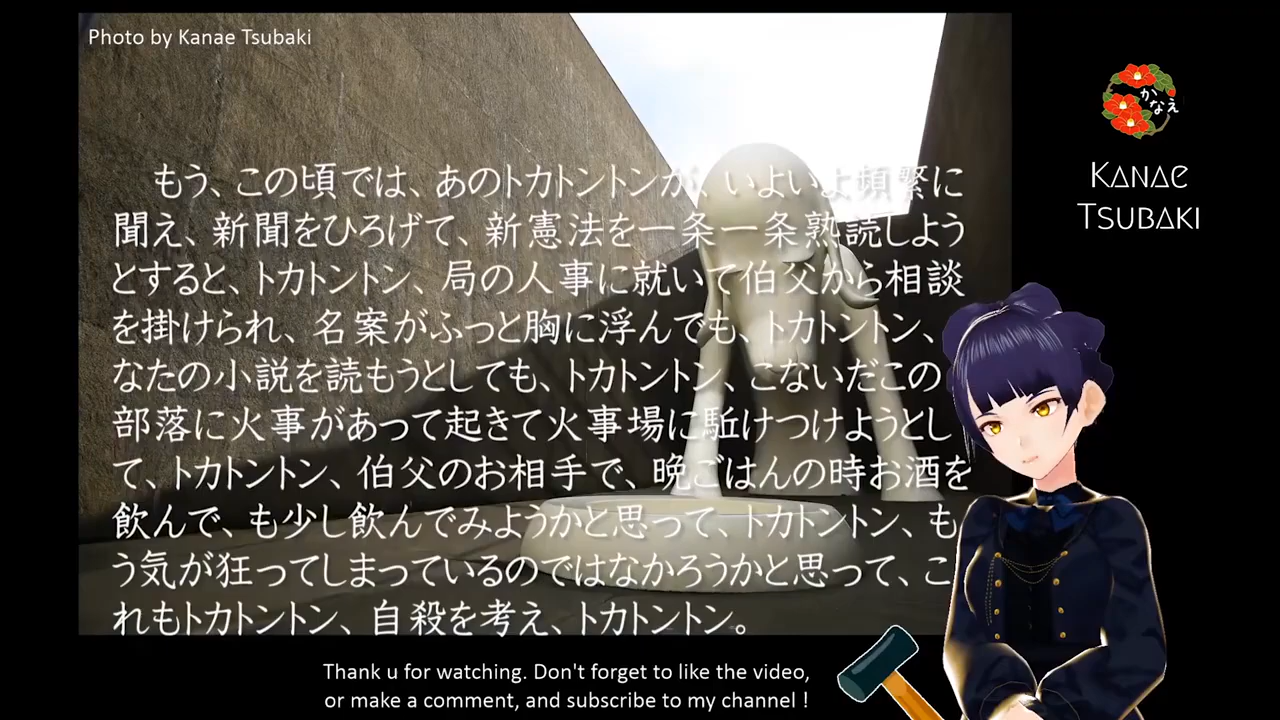 Photo by Kanae Tsubaki
かなえ
KANAE
TSUBAKI
もう、この頃では、あのトカトントンが、いよいよ頻繁に
聞え、新聞をひろげて、新憲法を一条一条熟読しよう
とすると、トカトントン、局の人事に就いて伯父から相談
を掛けられ、名案がふっと胸に浮んでも、トカトントン、
なたの小説を読もうとしても、トカトントン、こないだこの
部落に火事があって起きて火事場に駈けつけようとし
て、トカトントン、伯父のお相手で、晩ごはんの時お酒を
飲んで、も少し飲んでみようかと思って、トカトントン、も
う気が狂ってしまっているのではなかろうかと思って、こ
れもトカトントン、自殺を考え、トカトントン。
Thank u for watching. Don't forget to like the video,
or make a comment, and subscribe to my channel !